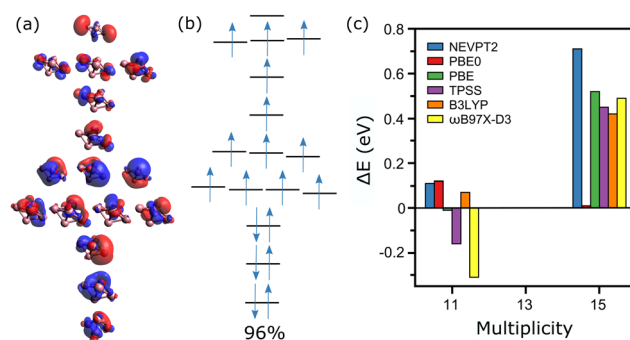 (a)
(b)
96%
(c)
NEVPT2
PBE0
PBE
TPSS
B3LYP
ωB97X-D3
ΔE (eV)
0.8
0.6
0.4
0.2
0
-0.2
11
13
15
Multiplicity